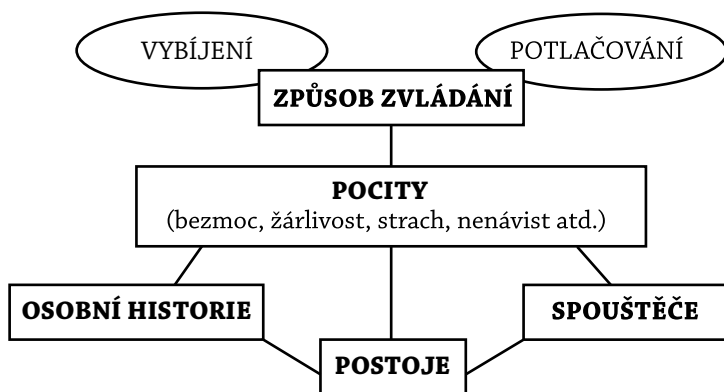 VYBÍJENÍ
POTLAČOVÁNÍ
ZPŮSOB ZVLÁDÁNÍ
POCITY
(bezmoc, žárlivost, strach, nenávist atd.)
OSOBNÍ HISTORIE
SPOUŠTĚČE
POSTOJE